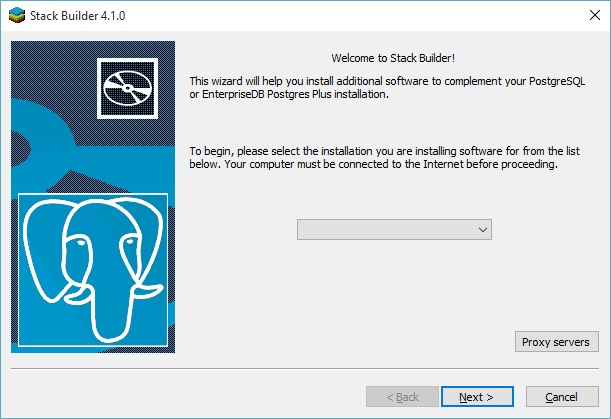 Stack Builder 4.1.0
Welcome to Stack Builder!
This wizard will help you install additional software to complement your PostgreSQL
or EnterpriseDB Postgres Plus installation.
To begin, please select the installation you are installing software for from the list
below. Your computer must be connected to the Internet before proceeding.
Proxy servers
< Back
Next >
Cancel